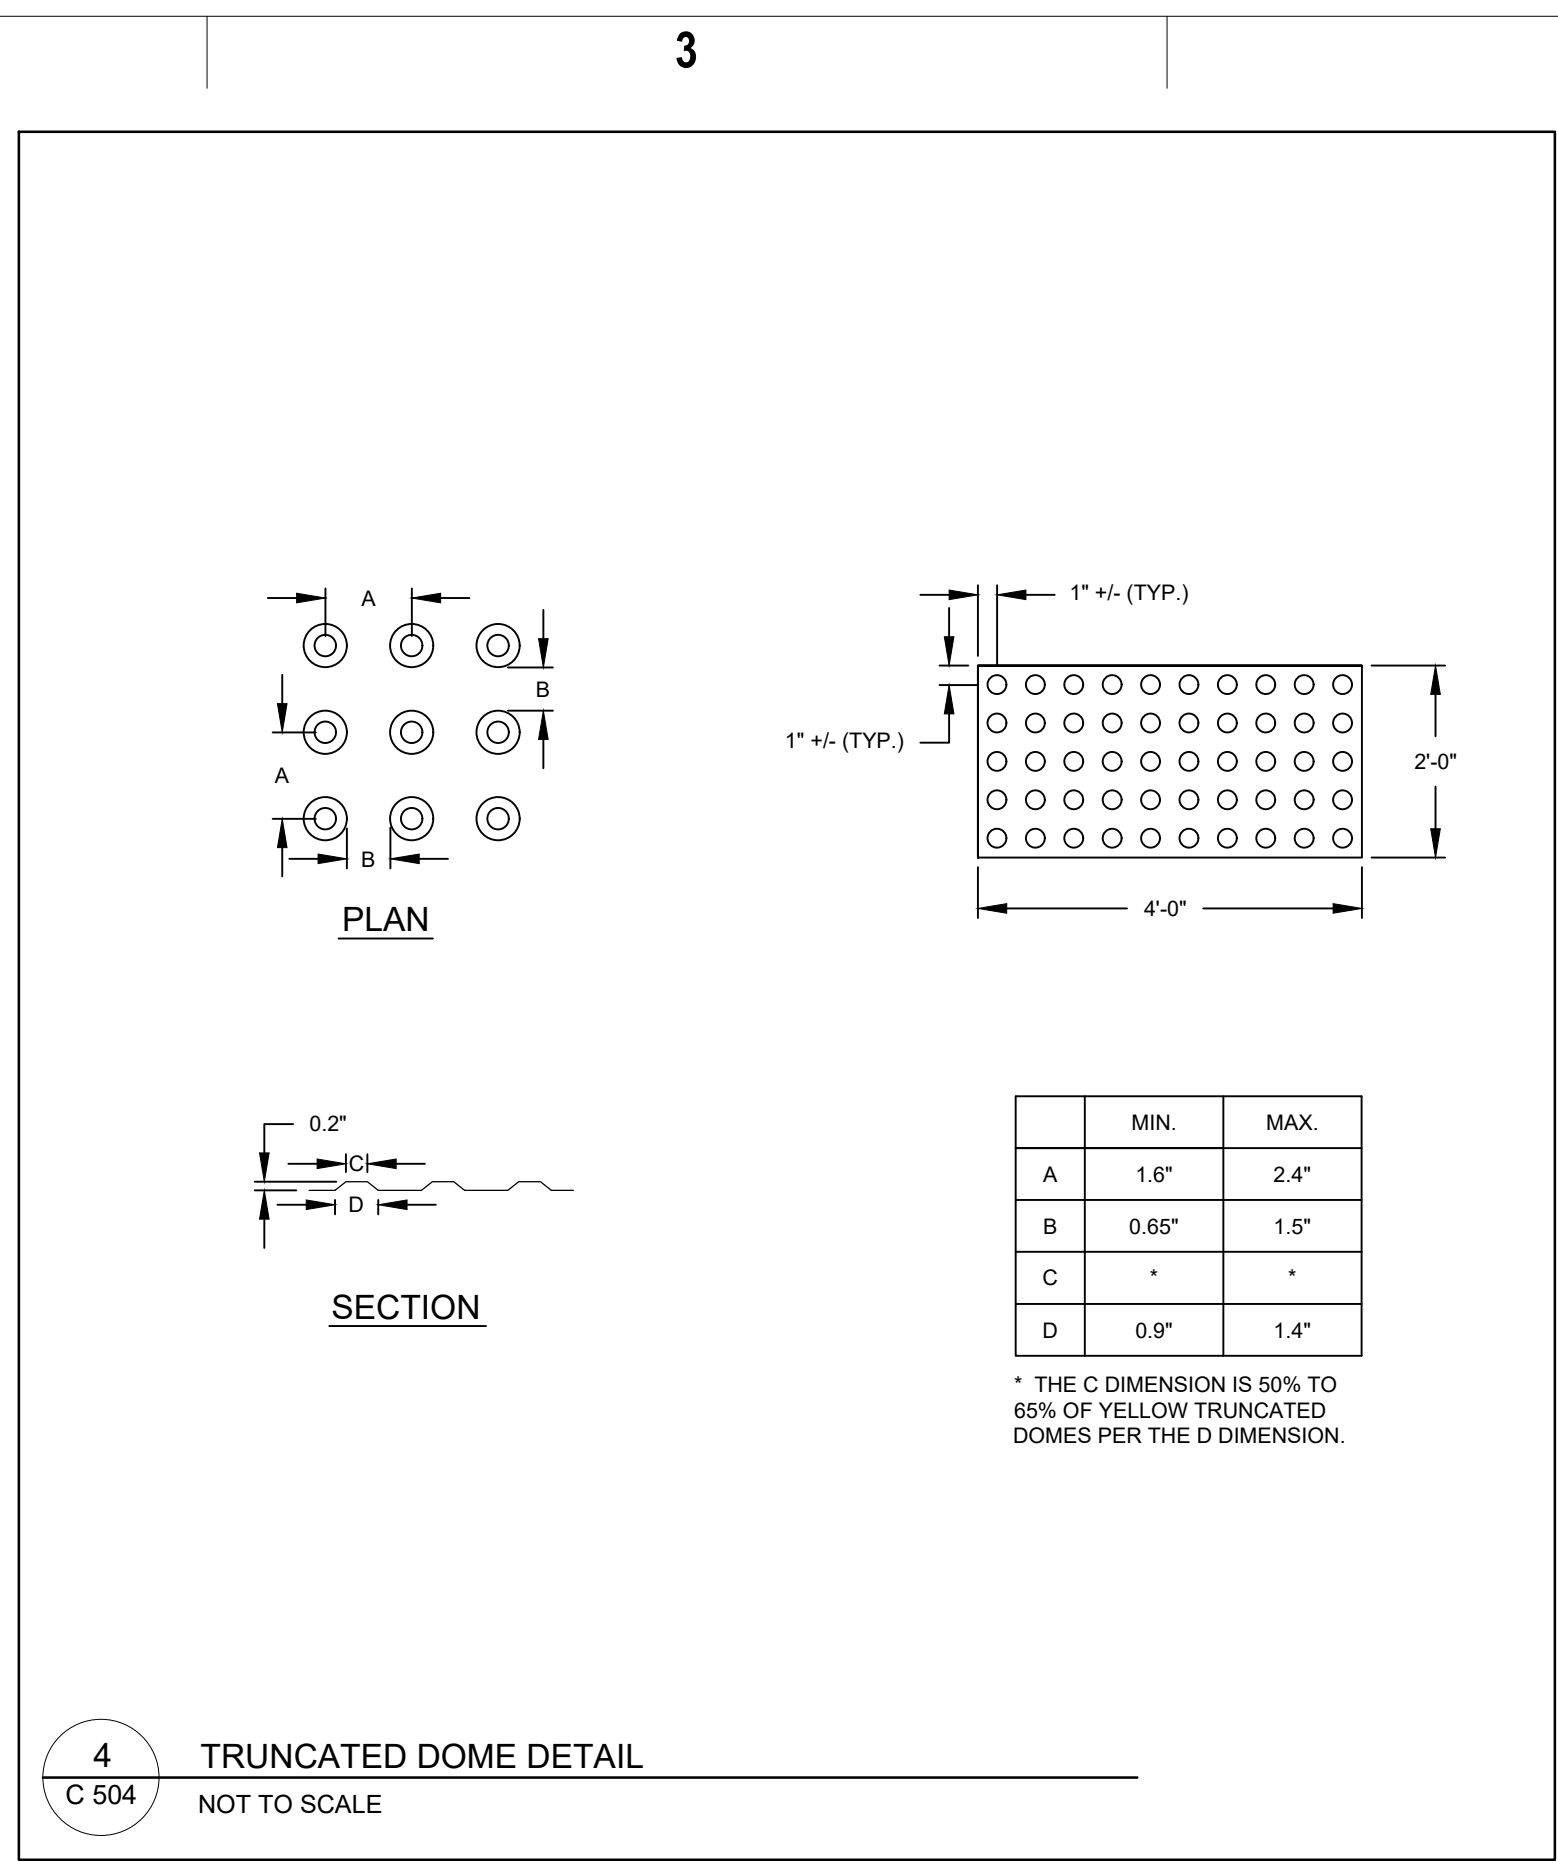 3
A
B
A
B
PLAN
1" +/- (TYP.)
1" +/- (TYP.)
2'-0"
4'-0"
0.2"
C
D
SECTION
MIN. MAX.
A 1.6" 2.4"
B 0.65" 1.5"
C * *
D 0.9" 1.4"
* THE C DIMENSION IS 50% TO
65% OF YELLOW TRUNCATED
DOMES PER THE D DIMENSION.
4
C 504
TRUNCATED DOME DETAIL
NOT TO SCALE